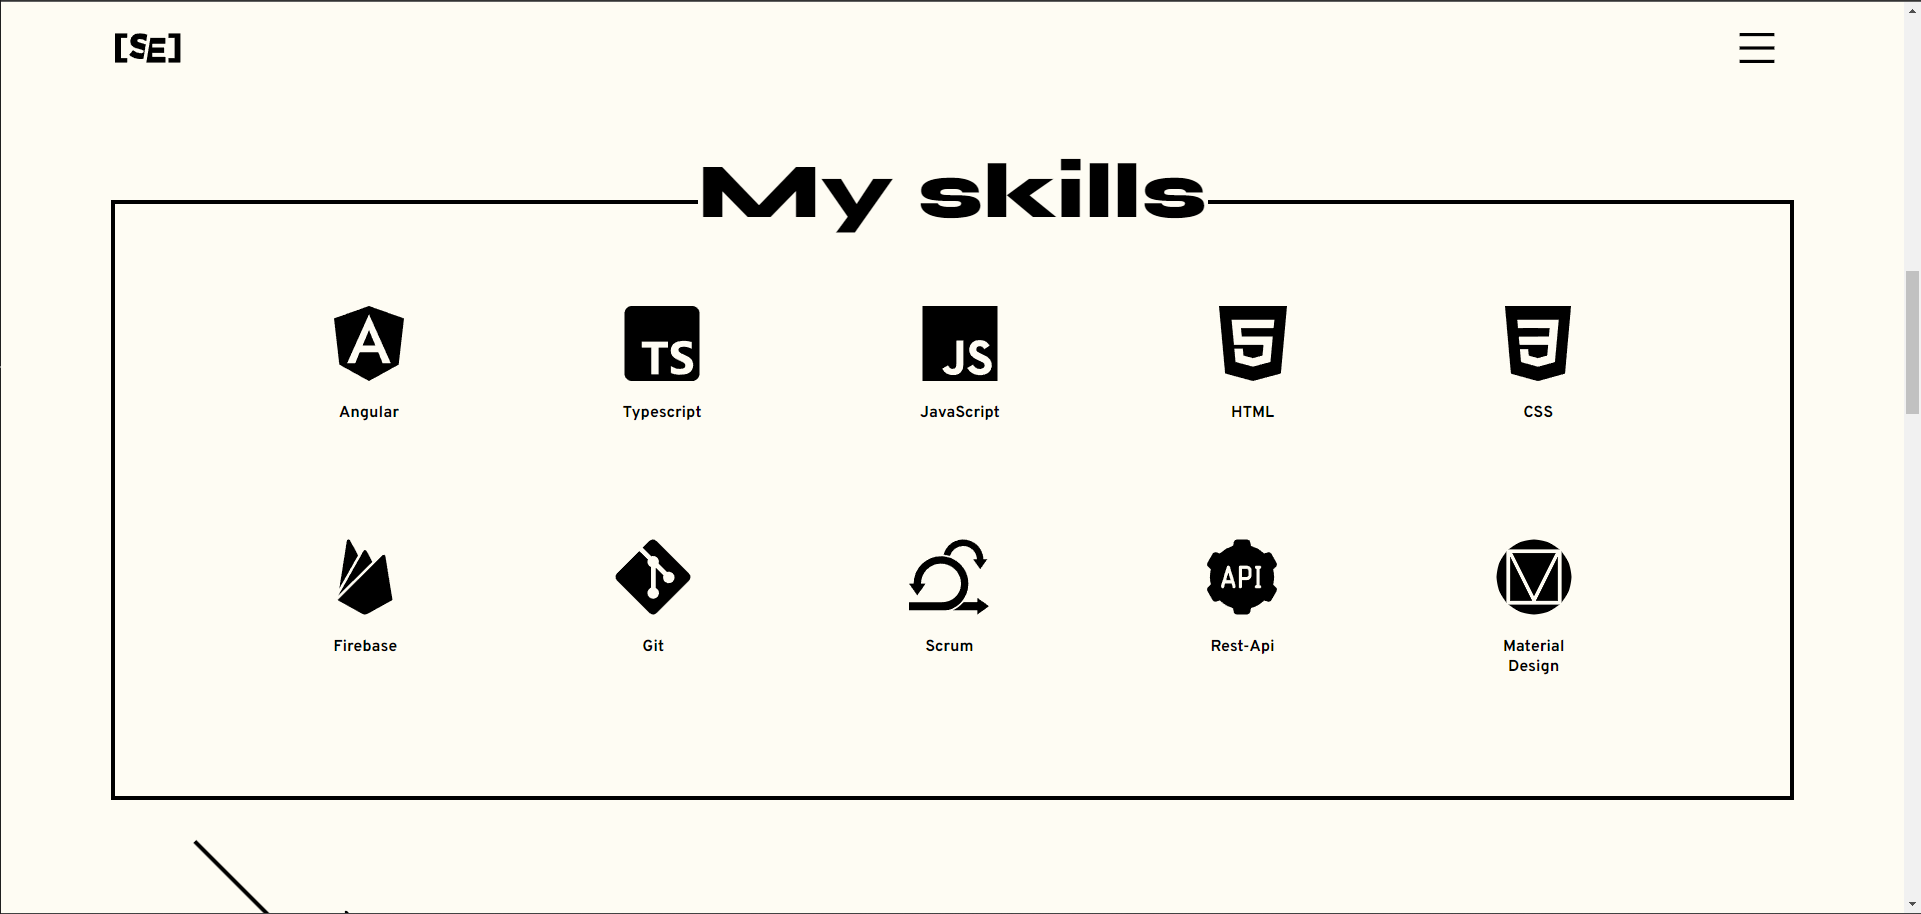 [SE]
My skills
TS
JS
Angular
Typescript
JavaScript
HTML
CSS
API
Firebase
Git
Scrum
Rest-Api
Material
Design